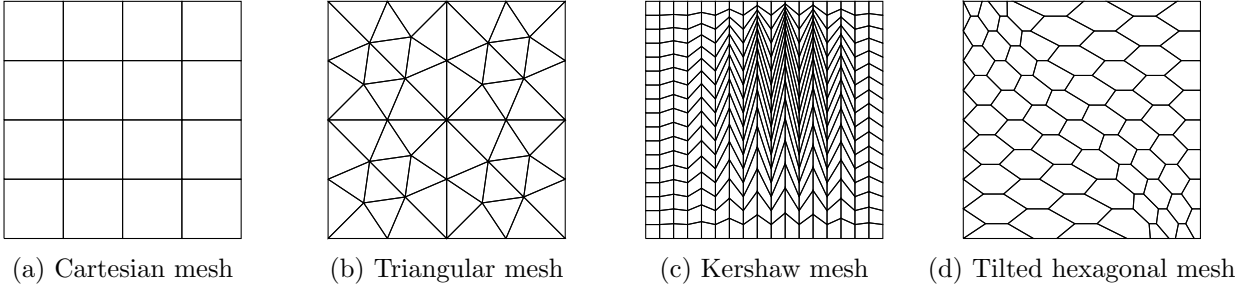 (a) Cartesian mesh
(b) Triangular mesh
(c) Kershaw mesh
(d) Tilted hexagonal mesh